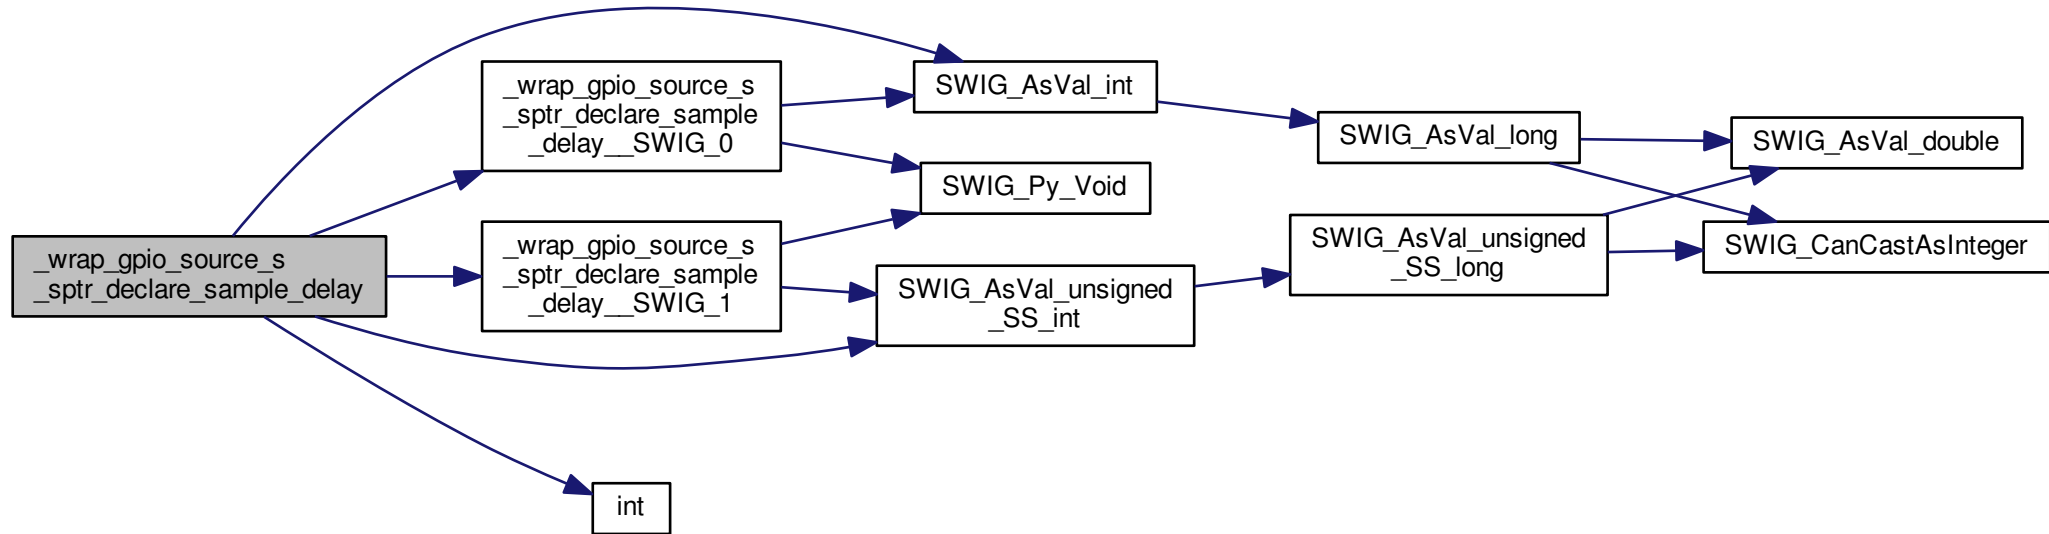 _wrap_gpio_source_s
_sptr_declare_sample_delay
_wrap_gpio_source_s
_sptr_declare_sample
_delay__SWIG_0
_wrap_gpio_source_s
_sptr_declare_sample
_delay__SWIG_1
int
SWIG_AsVal_int
SWIG_Py_Void
SWIG_AsVal_unsigned
_SS_int
SWIG_AsVal_long
SWIG_AsVal_unsigned
_SS_long
SWIG_AsVal_double
SWIG_CanCastAsInteger